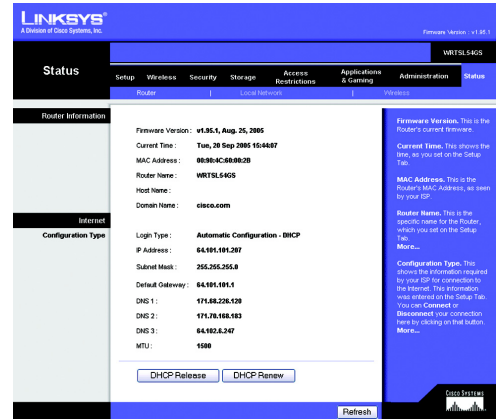 LINKSYS®
A Division of Cisco Systems, Inc.
Firmware Version : v1.95.1
WRTSL54GS
Status
Setup Wireless Security Storage Access Restrictions Applications & Gaming Administration Status
Router | Local Network | Wireless
Router Information
Firmware Version : v1.95.1, Aug. 25, 2005
Current Time : Tue, 20 Sep 2005 15:44:07
MAC Address : 00:90:4C:60:00:2B
Router Name : WRTSL54GS
Host Name :
Domain Name : cisco.com
Internet
Configuration Type
Login Type : Automatic Configuration - DHCP
IP Address : 64.101.101.207
Subnet Mask : 255.255.255.0
Default Gateway : 64.101.101.1
DNS 1 : 171.68.226.120
DNS 2 : 171.70.168.183
DNS 3 : 64.102.6.247
MTU : 1500
DHCP Release DHCP Renew
Firmware Version. This is the
Router's current firmware.
Current Time. This shows the
time, as you set on the Setup
Tab.
MAC Address. This is the
Router's MAC Address, as seen
by your ISP.
Router Name. This is the
specific name for the Router,
which you set on the Setup
Tab.
More...
Configuration Type. This
shows the information required
by your ISP for connection to
the Internet. This information
was entered on the Setup Tab.
You can Connect or
Disconnect your connection
here by clicking on that button.
More...
Refresh
CISCO SYSTEMS